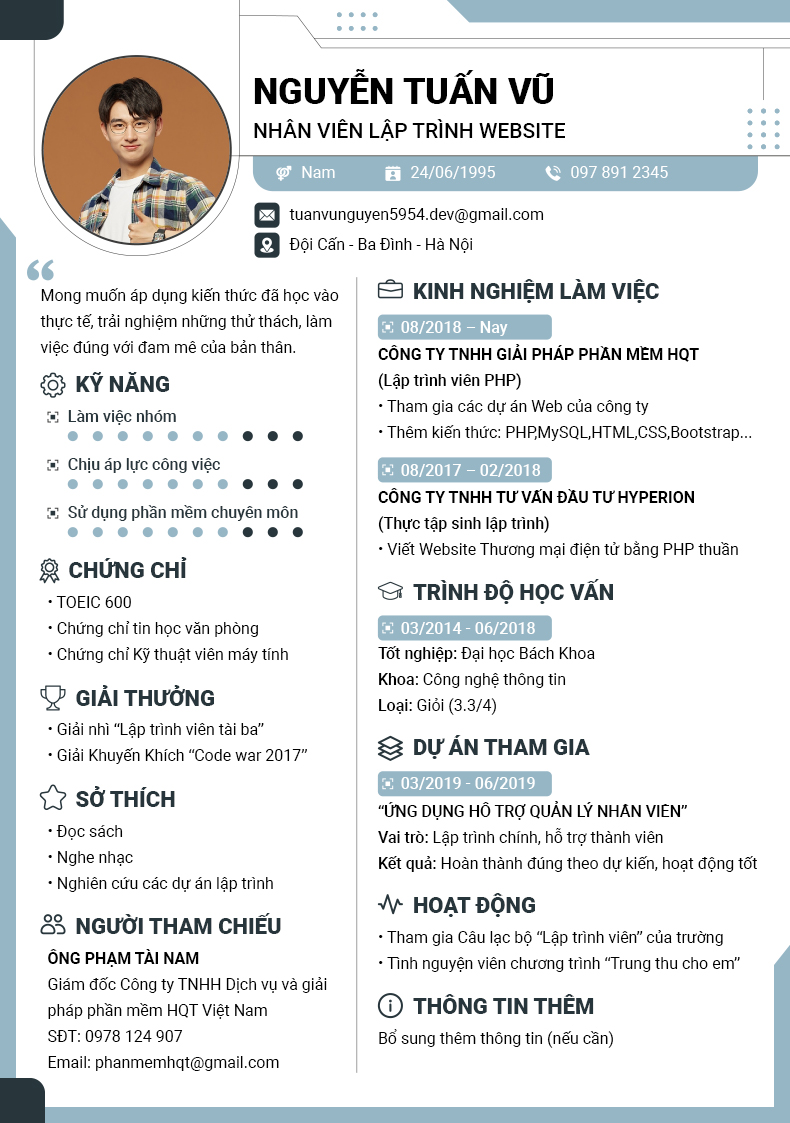 NGUYỄN TUẤN VŨ
NHÂN VIÊN LẬP TRÌNH WEBSITE
Nam 24/06/1995 097 891 2345
tuanvunguyen5954.dev@gmail.com
Đội Cấn - Ba Đình - Hà Nội
Mong muốn áp dụng kiến thức đã học vào
thực tế, trải nghiệm những thử thách, làm
việc đúng với đam mê của bản thân.
KỸ NĂNG
Làm việc nhóm
Chịu áp lực công việc
Sử dụng phần mềm chuyên môn
CHỨNG CHỈ
• TOEIC 600
• Chứng chỉ tin học văn phòng
• Chứng chỉ Kỹ thuật viên máy tính
GIẢI THƯỞNG
• Giải nhì “Lập trình viên tài ba”
• Giải Khuyến Khích “Code war 2017”
SỞ THÍCH
• Đọc sách
• Nghe nhạc
• Nghiên cứu các dự án lập trình
NGƯỜI THAM CHIẾU
ÔNG PHẠM TÀI NAM
Giám đốc Công ty TNHH Dịch vụ và giải
pháp phần mềm HQT Việt Nam
SĐT: 0978 124 907
Email: phanmemhqt@gmail.com
KINH NGHIỆM LÀM VIỆC
08/2018 – Nay
CÔNG TY TNHH GIẢI PHÁP PHẦN MỀM HQT
(Lập trình viên PHP)
• Tham gia các dự án Web của công ty
• Thêm kiến thức: PHP,MySQL,HTML,CSS,Bootstrap...
08/2017 – 02/2018
CÔNG TY TNHH TƯ VẤN ĐẦU TƯ HYPERION
(Thực tập sinh lập trình)
• Viết Website Thương mại điện tử bằng PHP thuần
TRÌNH ĐỘ HỌC VẤN
03/2014 - 06/2018
Tốt nghiệp: Đại học Bách Khoa
Khoa: Công nghệ thông tin
Loại: Giỏi (3.3/4)
DỰ ÁN THAM GIA
03/2019 - 06/2019
“ỨNG DỤNG HỖ TRỢ QUẢN LÝ NHÂN VIÊN”
Vai trò: Lập trình chính, hỗ trợ thành viên
Kết quả: Hoàn thành đúng theo dự kiến, hoạt động tốt
HOẠT ĐỘNG
• Tham gia Câu lạc bộ “Lập trình viên” của trường
• Tình nguyện viên chương trình “Trung thu cho em”
THÔNG TIN THÊM
Bổ sung thêm thông tin (nếu cần)